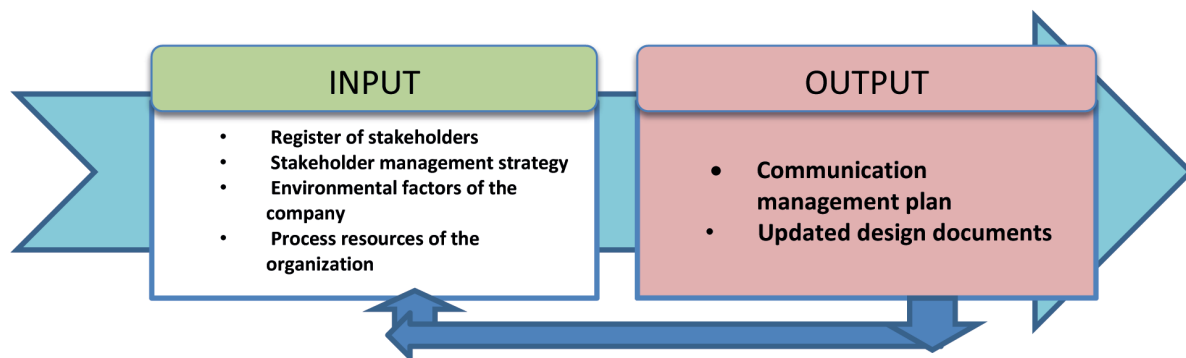 INPUT
• Register of stakeholders
• Stakeholder management strategy
• Environmental factors of the
company
• Process resources of the
organization
OUTPUT
• Communication
management plan
• Updated design documents